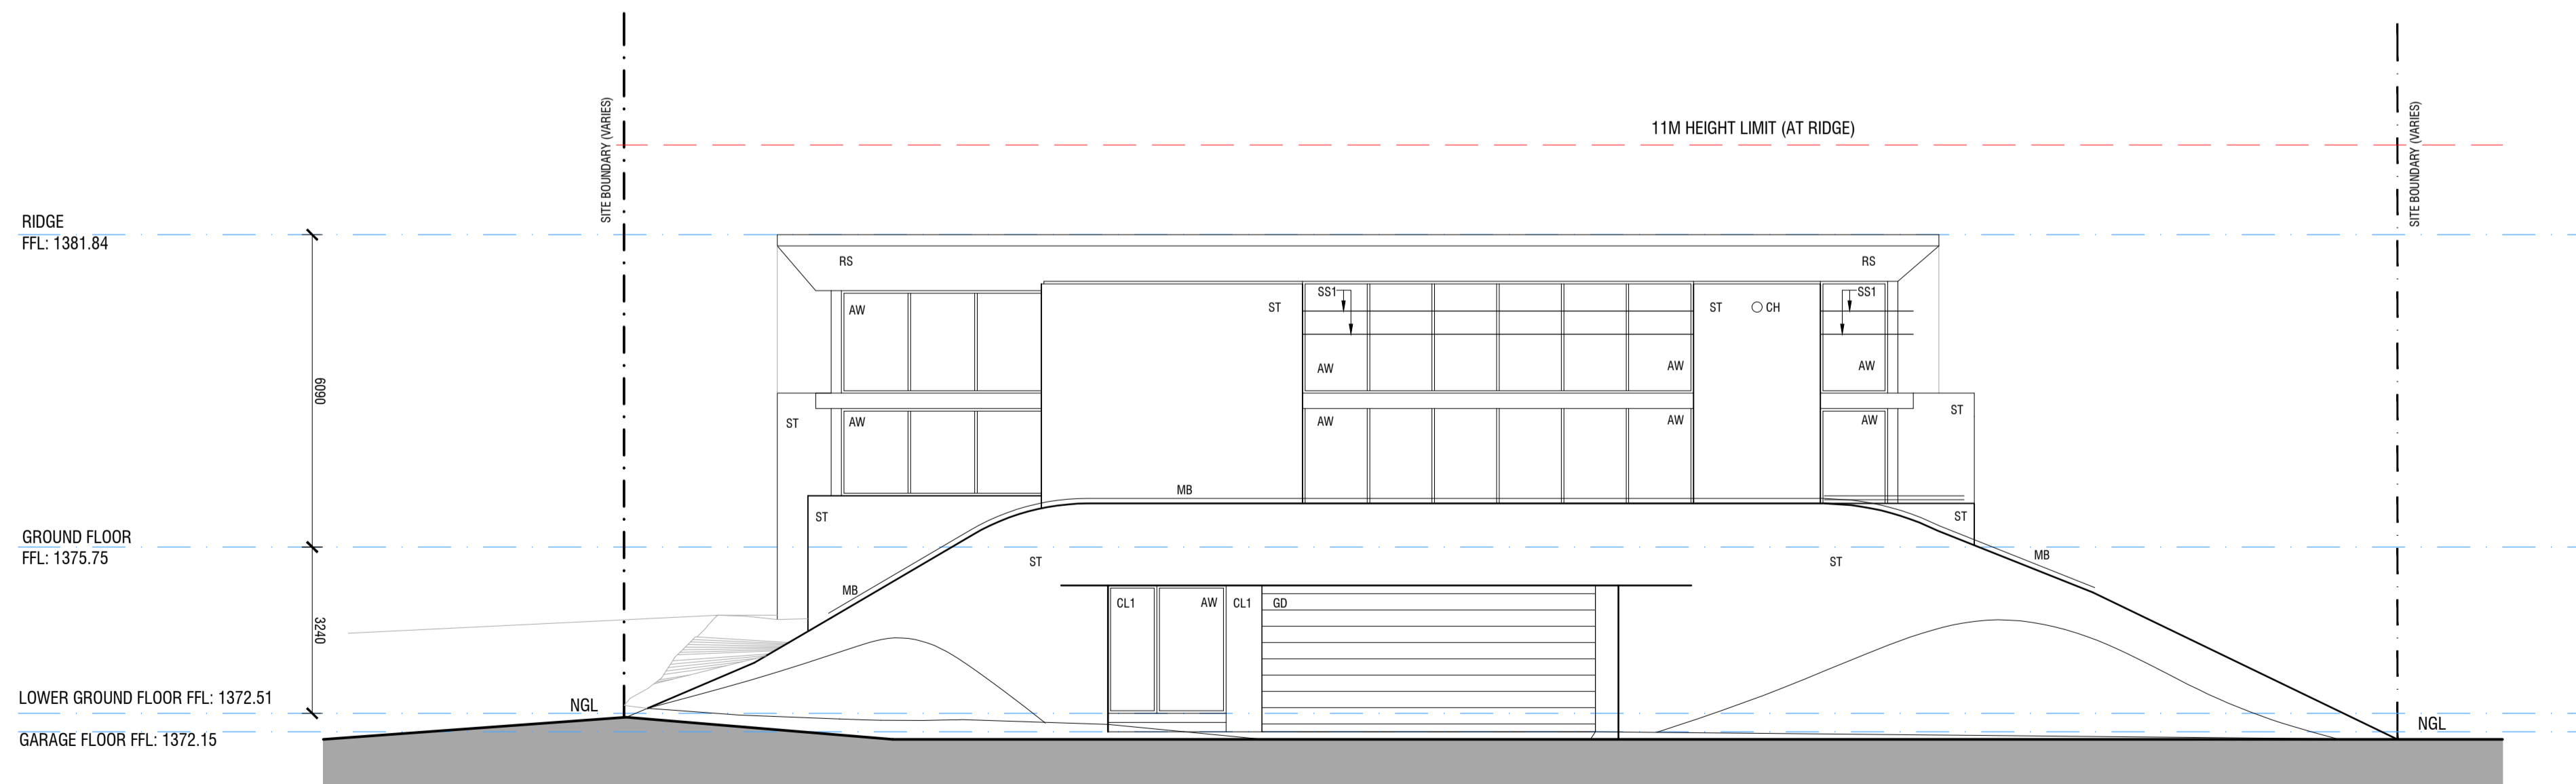 SITE BOUNDARY (VARIES)
SITE BOUNDARY (VARIES)
11M HEIGHT LIMIT (AT RIDGE)
RIDGE
FFL: 1381.84
RS
RS
SS1
SS1
AW
ST
ST
CH
AW
AW
AW
6090
ST
AW
AW
AW
AW
ST
MB
ST
ST
GROUND FLOOR
FFL: 1375.75
ST
ST
MB
MB
CL1
AW
CL1
GD
3240
LOWER GROUND FLOOR FFL: 1372.51
NGL
NGL
GARAGE FLOOR FFL: 1372.15